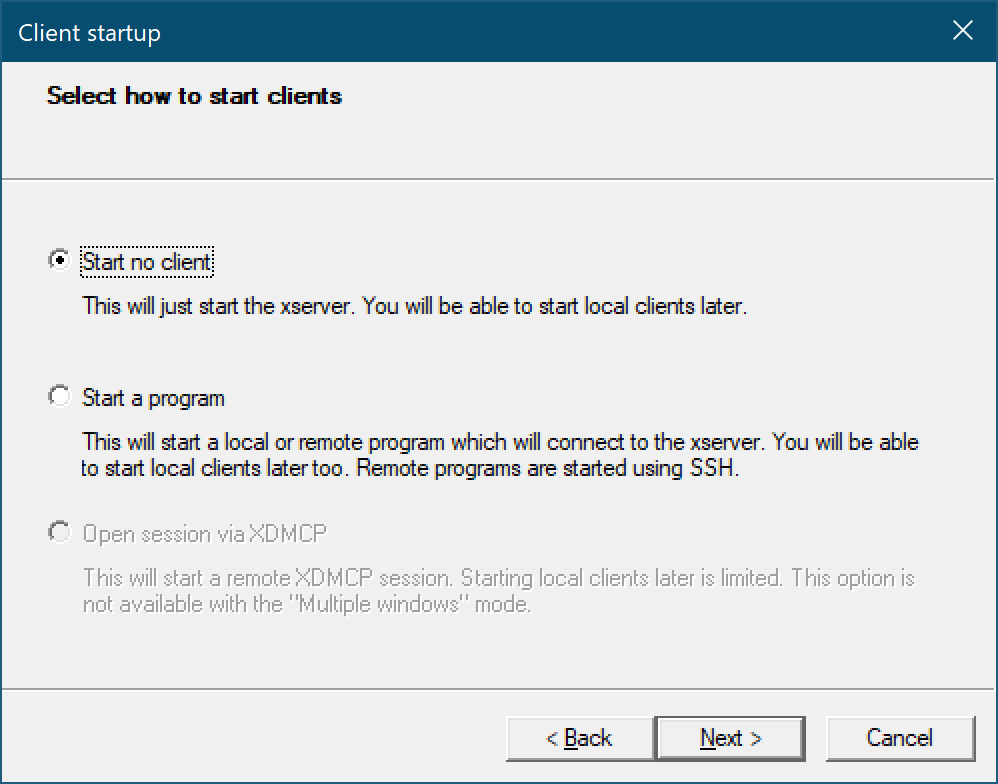 Client startup
Select how to start clients
Start no client
This will just start the xserver. You will be able to start local clients later.
Start a program
This will start a local or remote program which will connect to the xserver. You will be able
to start local clients later too. Remote programs are started using SSH.
Open session via XDMCP
This will start a remote XDMCP session. Starting local clients later is limited. This option is
not available with the "Multiple windows" mode.
< Back
Next >
Cancel